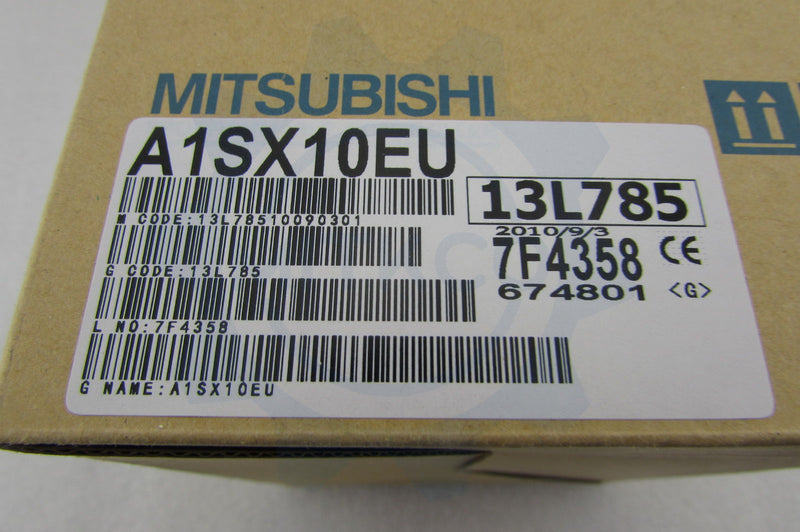 MITSUBISHI
A1SX10EU
M CODE:13L78510090301
13L785
2010/9/3
G CODE:13L785
7F4358 CE
674801 <G>
L NO:7F4358
G NAME:A1SX10EU